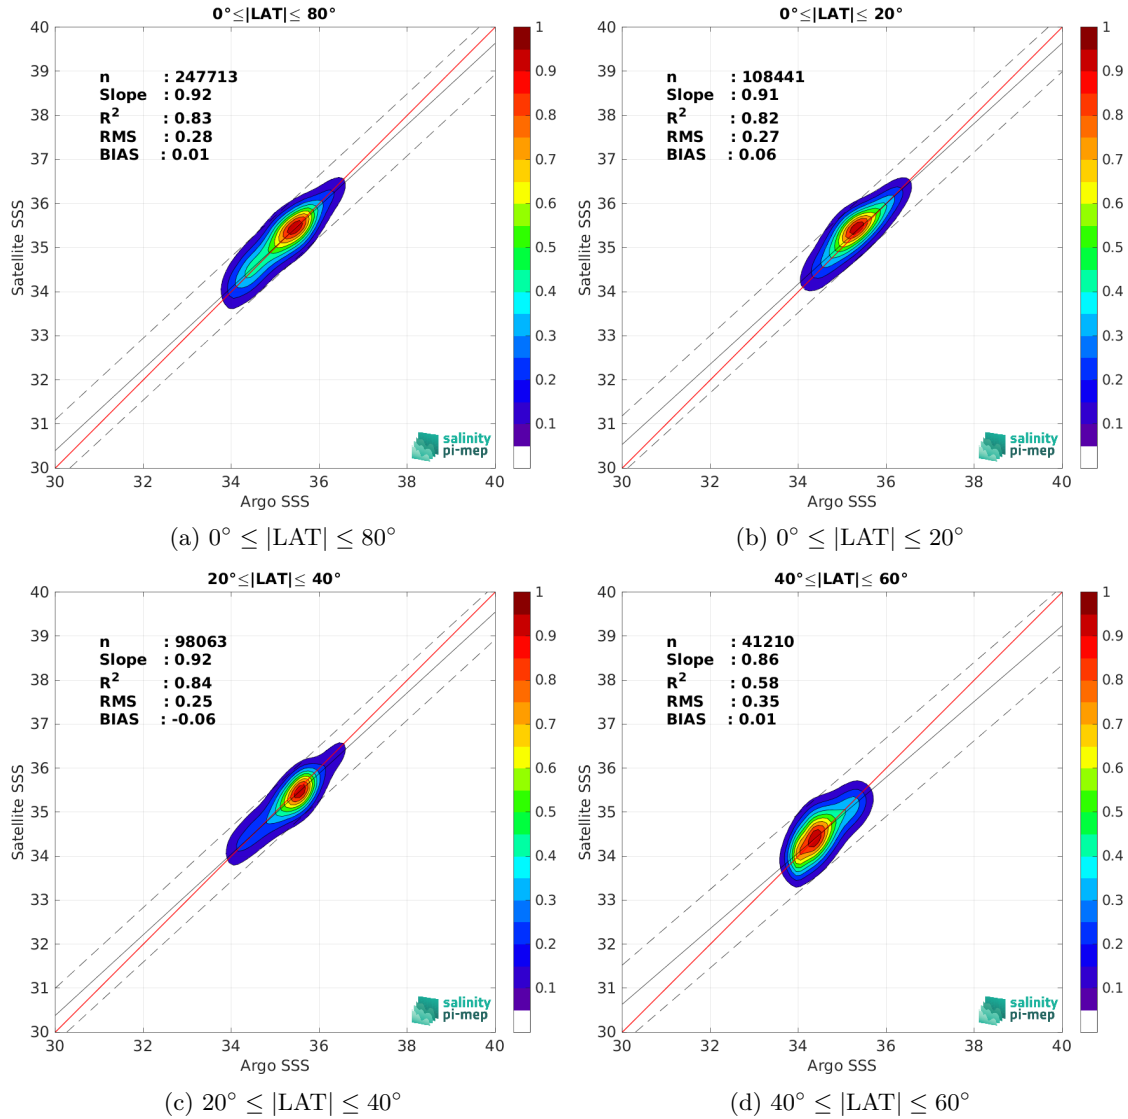 0°≤|LAT|≤ 80°
40
39
38
37
36
35
34
33
32
31
30
Satellite SSS
n : 247713
Slope : 0.92
R² : 0.83
RMS : 0.28
BIAS : 0.01
salinity
pi-mep
30 32 34 36 38 40
Argo SSS
1
0.9
0.8
0.7
0.6
0.5
0.4
0.3
0.2
0.1
(a) 0° ≤ |LAT| ≤ 80°
0°≤|LAT|≤ 20°
40
39
38
37
36
35
34
33
32
31
30
Satellite SSS
n : 108441
Slope : 0.91
R² : 0.82
RMS : 0.27
BIAS : 0.06
salinity
pi-mep
30 32 34 36 38 40
Argo SSS
1
0.9
0.8
0.7
0.6
0.5
0.4
0.3
0.2
0.1
(b) 0° ≤ |LAT| ≤ 20°
20°≤|LAT|≤ 40°
40
39
38
37
36
35
34
33
32
31
30
Satellite SSS
n : 98063
Slope : 0.92
R² : 0.84
RMS : 0.25
BIAS : -0.06
salinity
pi-mep
30 32 34 36 38 40
Argo SSS
1
0.9
0.8
0.7
0.6
0.5
0.4
0.3
0.2
0.1
(c) 20° ≤ |LAT| ≤ 40°
40°≤|LAT|≤ 60°
40
39
38
37
36
35
34
33
32
31
30
Satellite SSS
n : 41210
Slope : 0.86
R² : 0.58
RMS : 0.35
BIAS : 0.01
salinity
pi-mep
30 32 34 36 38 40
Argo SSS
1
0.9
0.8
0.7
0.6
0.5
0.4
0.3
0.2
0.1
(d) 40° ≤ |LAT| ≤ 60°